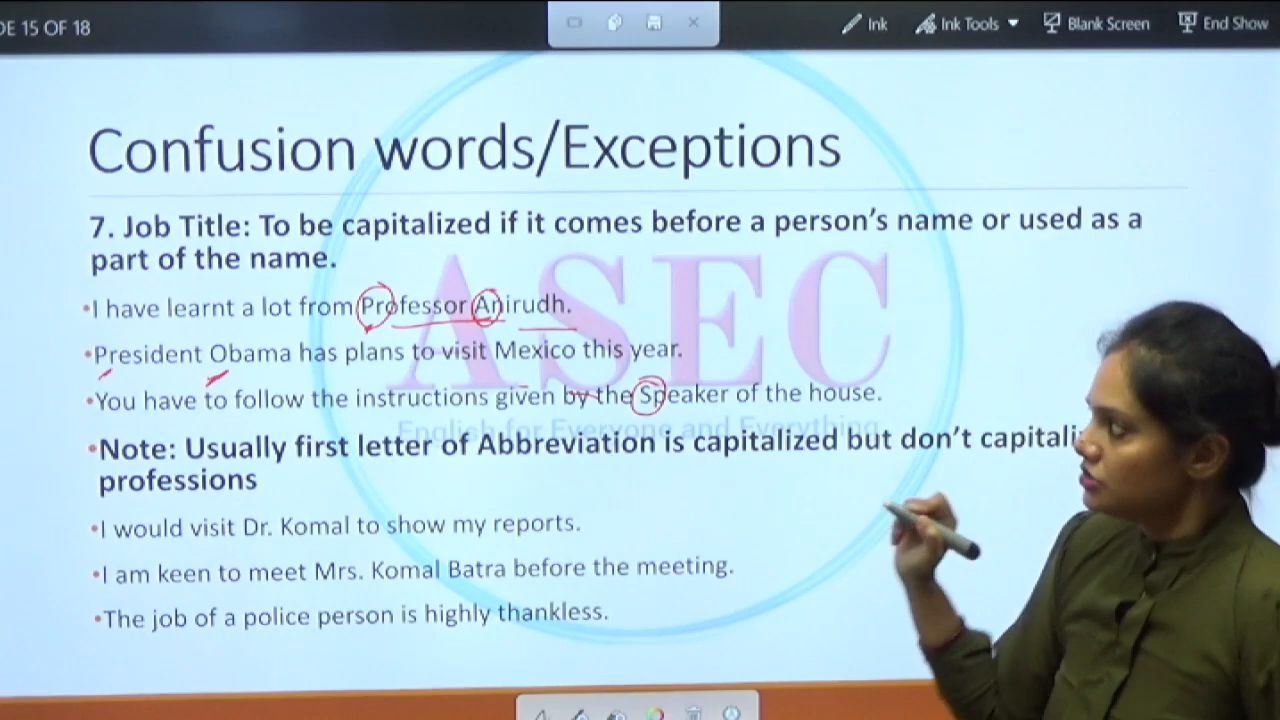 DE 15 OF 18
Ink
Ink Tools
Blank Screen
End Show
Confusion words/Exceptions
7. Job Title: To be capitalized if it comes before a person's name or used as a
part of the name.
•I have learnt a lot from Professor Anirudh.
•President Obama has plans to visit Mexico this year.
•You have to follow the instructions given by the Speaker of the house.
•Note: Usually first letter of Abbreviation is capitalized but don't
professions
•I would visit Dr. Komal to show my reports.
•I am keen to meet Mrs. Komal Batra before the meeting.
•The job of a police person is highly thankless.
ASEC
English for Everyone and Everything